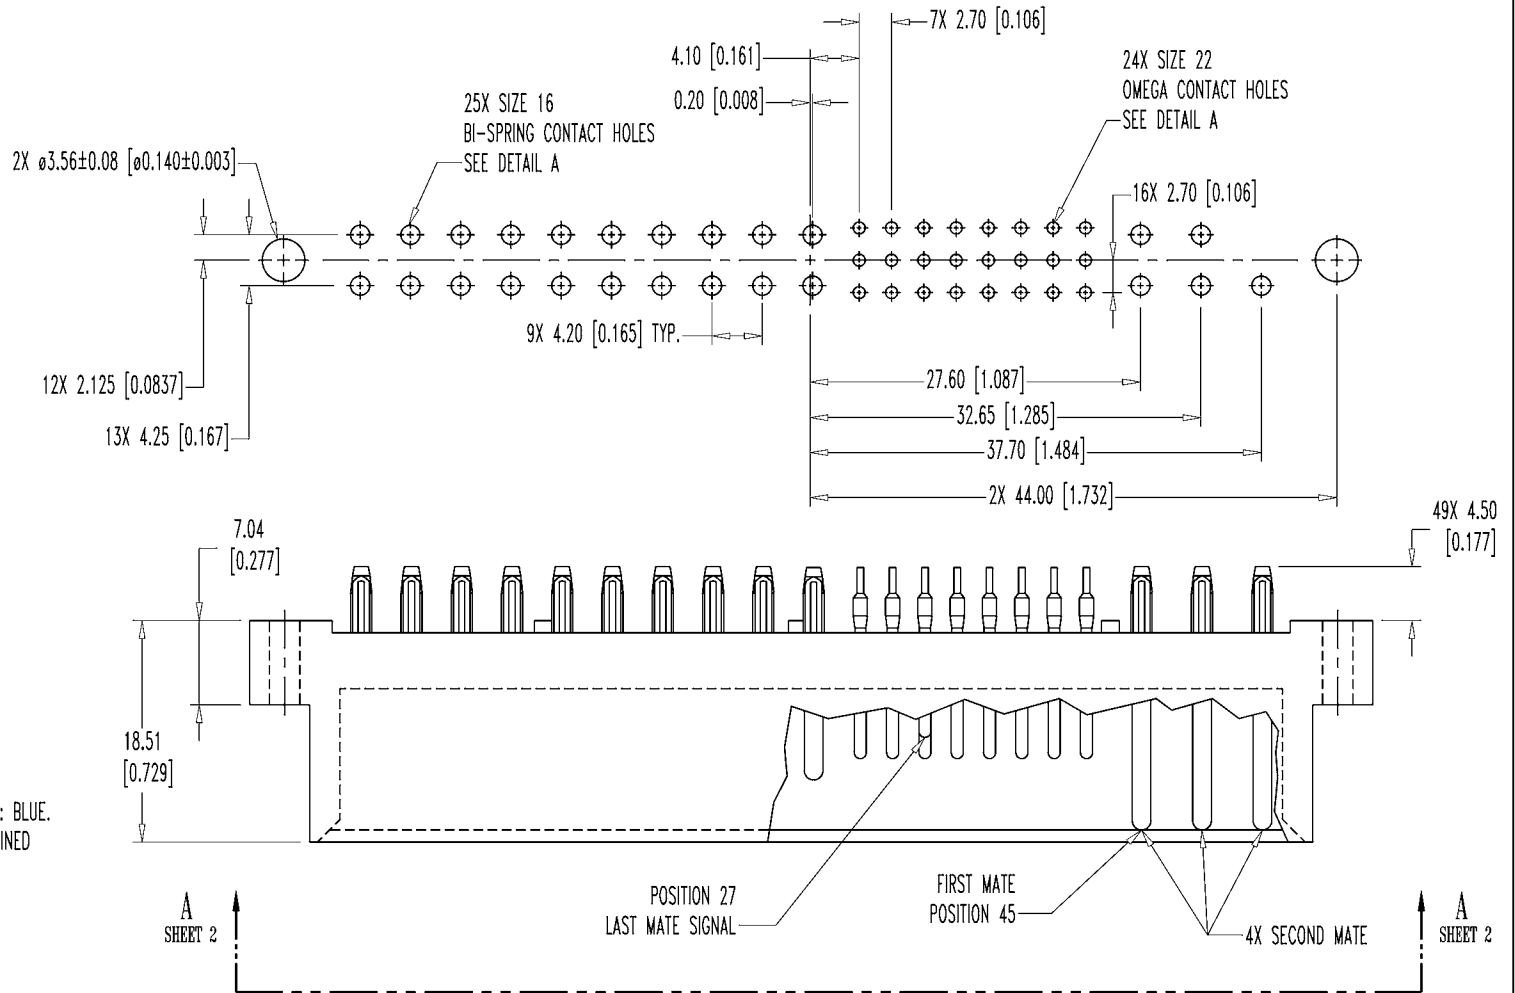 7X 2.70 [0.106]
4.10 [0.161]
0.20 [0.008]
24X SIZE 22
OMEGA CONTACT HOLES
SEE DETAIL A
25X SIZE 16
BI-SPRING CONTACT HOLES
SEE DETAIL A
2X ø3.56±0.08 [ø0.140±0.003]
16X 2.70 [0.106]
9X 4.20 [0.165] TYP.
12X 2.125 [0.0837]
13X 4.25 [0.167]
27.60 [1.087]
32.65 [1.285]
37.70 [1.484]
2X 44.00 [1.732]
7.04
[0.277]
49X 4.50
[0.177]
18.51
[0.729]
: BLUE.
INED
POSITION 27
LAST MATE SIGNAL
FIRST MATE
POSITION 45
4X SECOND MATE
A
SHEET 2
A
SHEET 2